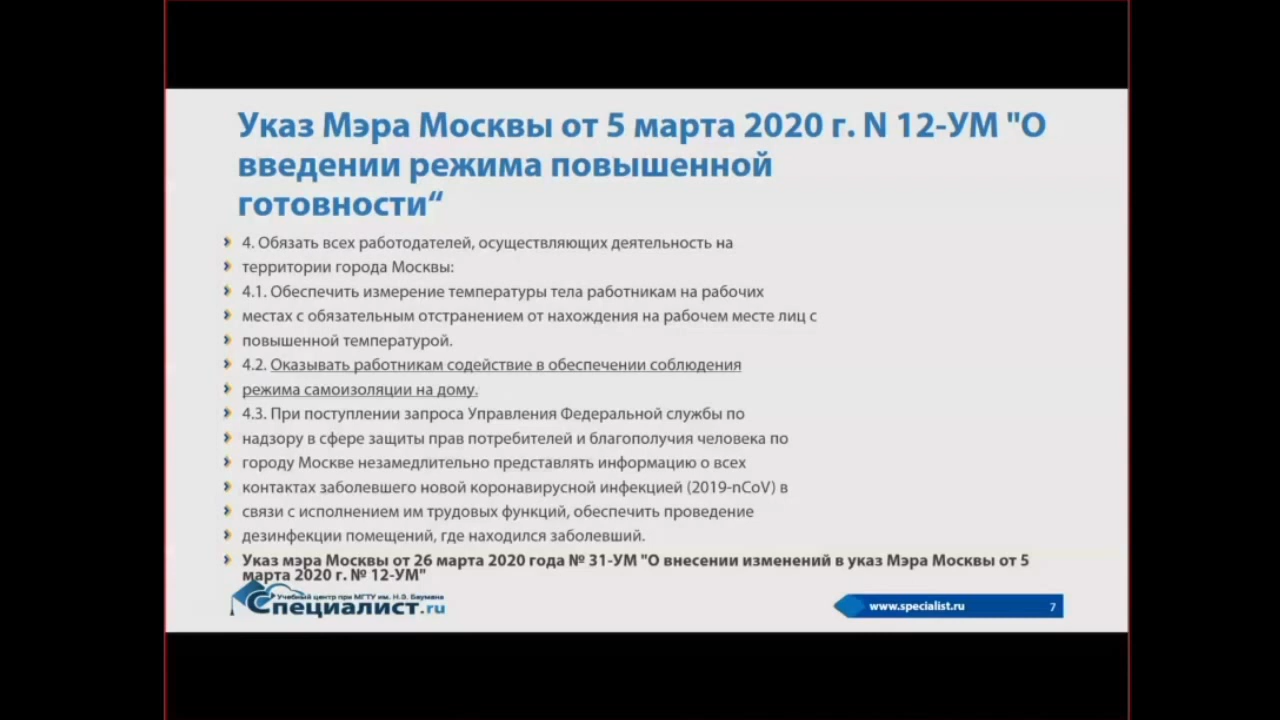 Указ Мэра Москвы от 5 марта 2020 г. N 12-УМ "О
введении режима повышенной
готовности“
4. Обязать всех работодателей, осуществляющих деятельность на
территории города Москвы:
4.1. Обеспечить измерение температуры тела работникам на рабочих
местах с обязательным отстранением от нахождения на рабочем месте лиц с
повышенной температурой.
4.2. Оказывать работникам содействие в обеспечении соблюдения
режима самоизоляции на дому.
4.3. При поступлении запроса Управления Федеральной службы по
надзору в сфере защиты прав потребителей и благополучия человека по
городу Москве незамедлительно представлять информацию о всех
контактах заболевшего новой коронавирусной инфекцией (2019-nCoV) в
связи с исполнением им трудовых функций, обеспечить проведение
дезинфекции помещений, где находился заболевший.
Указ мэра Москвы от 26 марта 2020 года № 31-УМ "О внесении изменений в указ Мэра Москвы от 5
марта 2020 г. № 12-УМ"
Учебный центр при МГТУ им. Н.Э. Баумана
Специалист.ru
www.specialist.ru
7